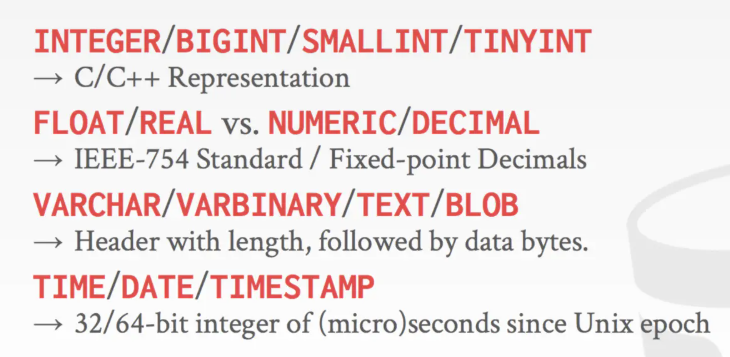 INTEGER/BIGINT/SMALLINT/TINYINT
→ C/C++ Representation
FLOAT/REAL vs. NUMERIC/DECIMAL
→ IEEE-754 Standard / Fixed-point Decimals
VARCHAR/VARBINARY/TEXT/BLOB
→ Header with length, followed by data bytes.
TIME/DATE/TIMESTAMP
→ 32/64-bit integer of (micro)seconds since Unix epoch